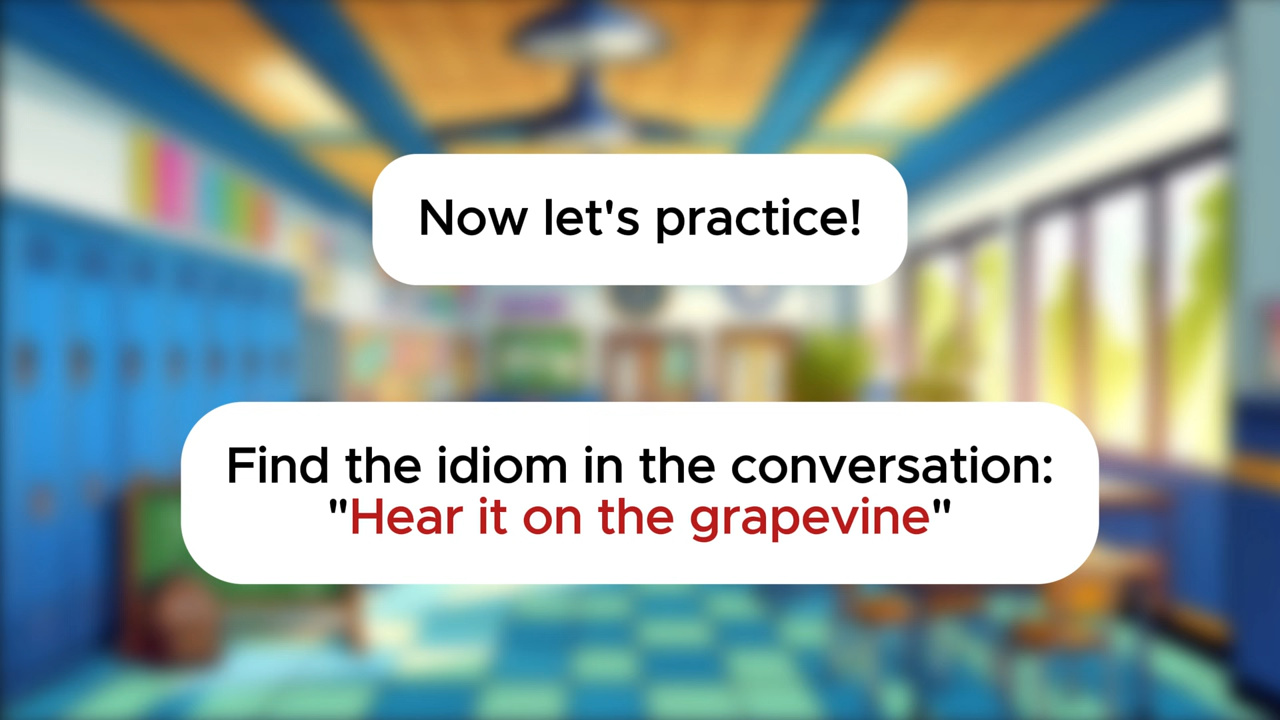 Now let's practice!
Find the idiom in the conversation:
"Hear it on the grapevine"